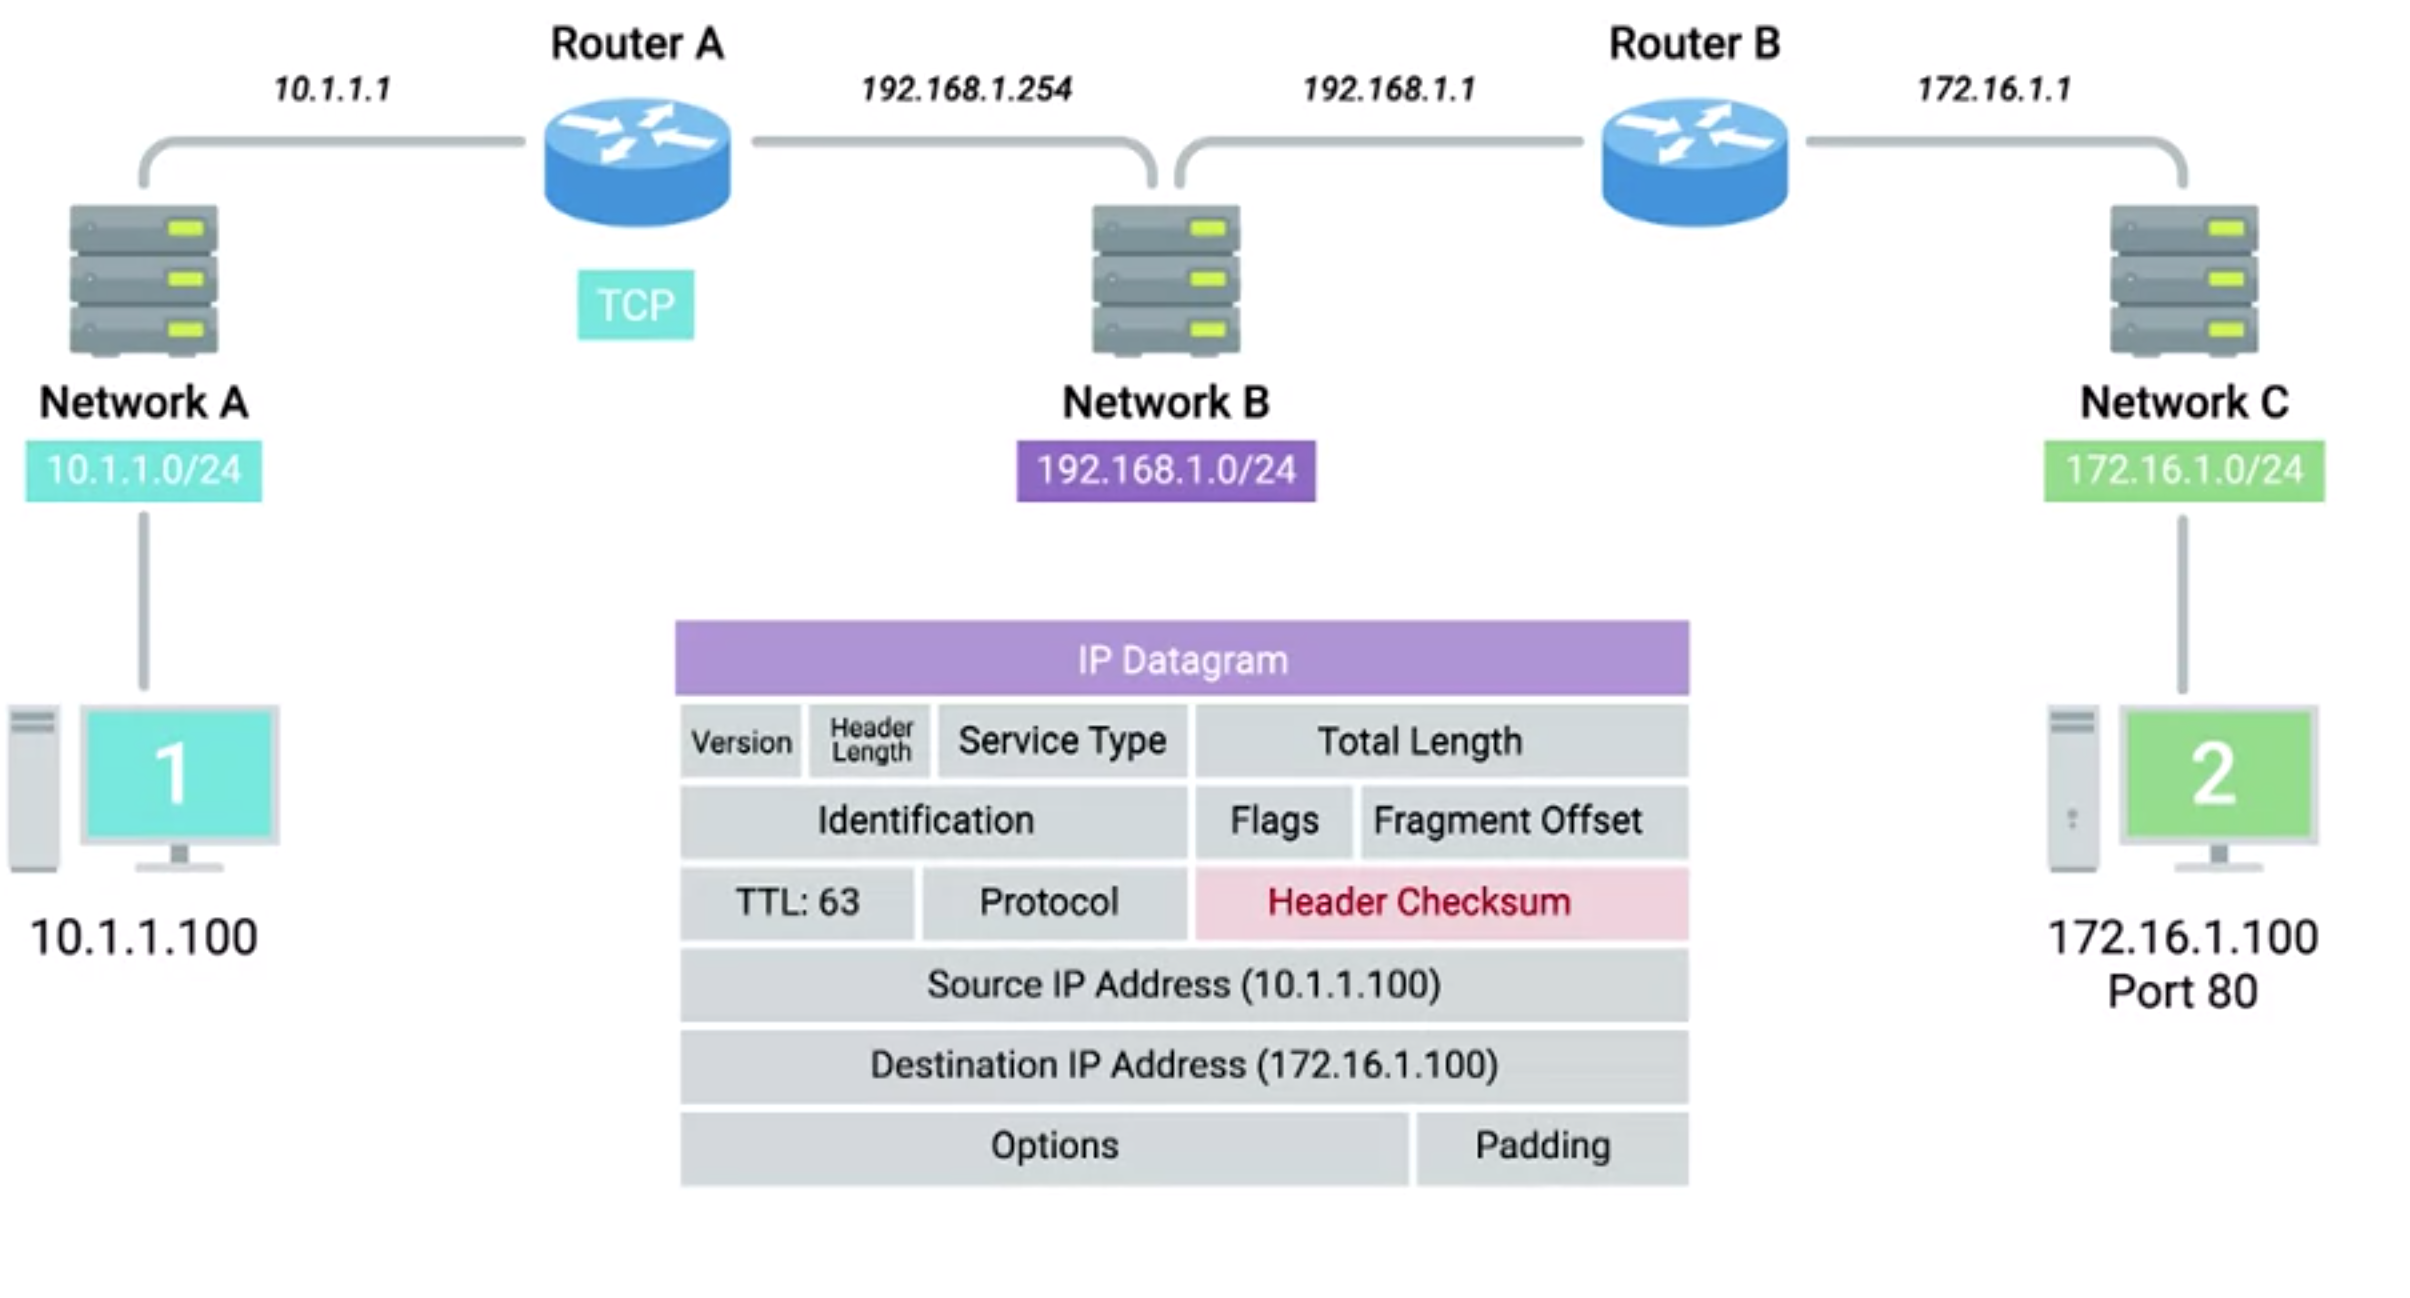 Router A
Router B
10.1.1.1
192.168.1.254
192.168.1.1
172.16.1.1
TCP
Network A
Network B
Network C
10.1.1.0/24
192.168.1.0/24
172.16.1.0/24
1
2
10.1.1.100
172.16.1.100
Port 80
IP Datagram
Version
Header
Length
Service Type
Total Length
Identification
Flags
Fragment Offset
TTL: 63
Protocol
Header Checksum
Source IP Address (10.1.1.100)
Destination IP Address (172.16.1.100)
Options
Padding